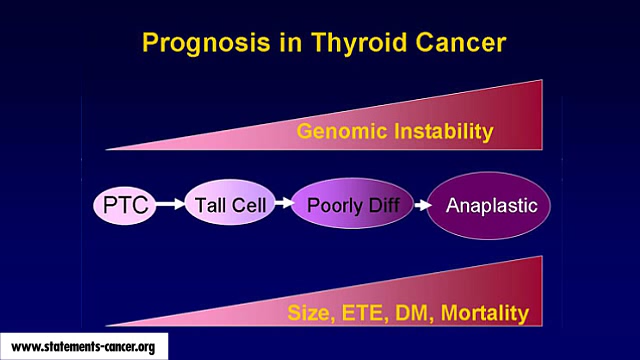 Prognosis in Thyroid Cancer
Genomic Instability
PTC
Tall Cell
Poorly Diff
Anaplastic
Size, ETE, DM, Mortality
www.statements-cancer.org